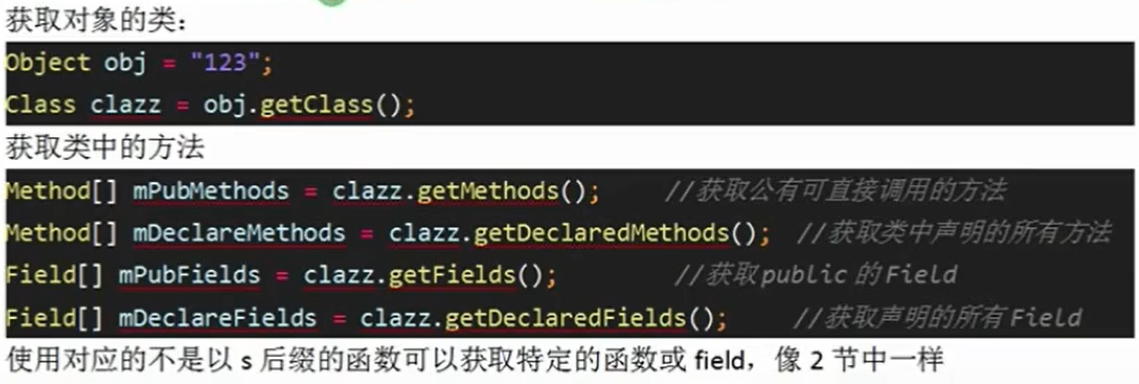 获取对象的类：
Object obj = "123";
Class clazz = obj.getClass();
获取类中的方法
Method[] mPubMethods = clazz.getMethods(); //获取公有可直接调用的方法
Method[] mDeclareMethods = clazz.getDeclaredMethods(); //获取类中声明的所有方法
Field[] mPubFields = clazz.getFields(); //获取public 的Field
Field[] mDeclareFields = clazz.getDeclaredFields(); //获取声明的所有Field
使用对应的不是以 s 后缀的函数可以获取特定的函数或 field，像 2 节中一样